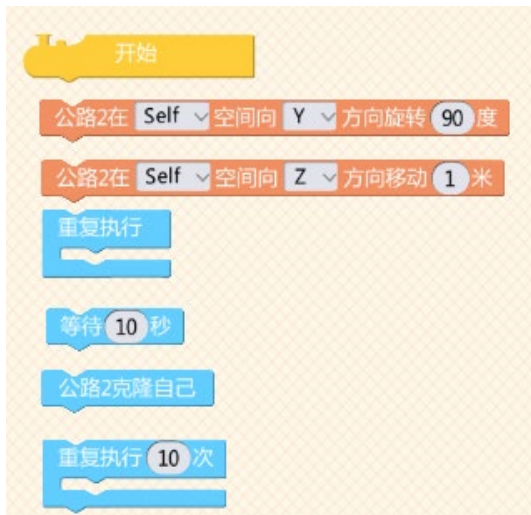 开始
公路2在 Self 空间向 Y 方向旋转 90 度
公路2在 Self 空间向 Z 方向移动 1 米
重复执行
等待 10 秒
公路2克隆自己
重复执行 10 次